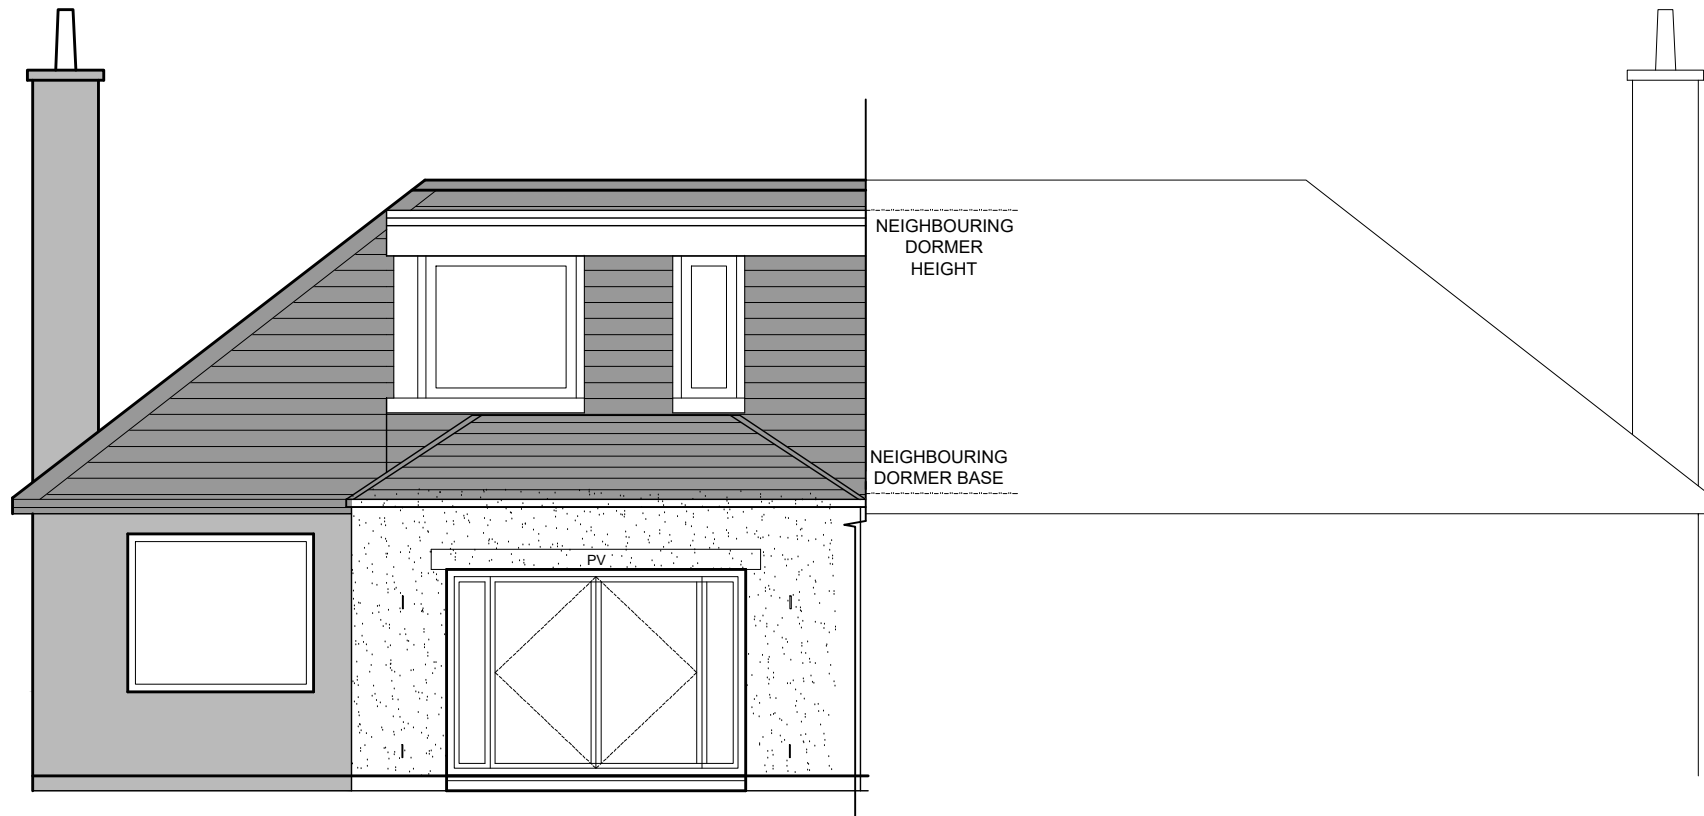 NEIGHBOURING
DORMER
HEIGHT
NEIGHBOURING
DORMER BASE
PV